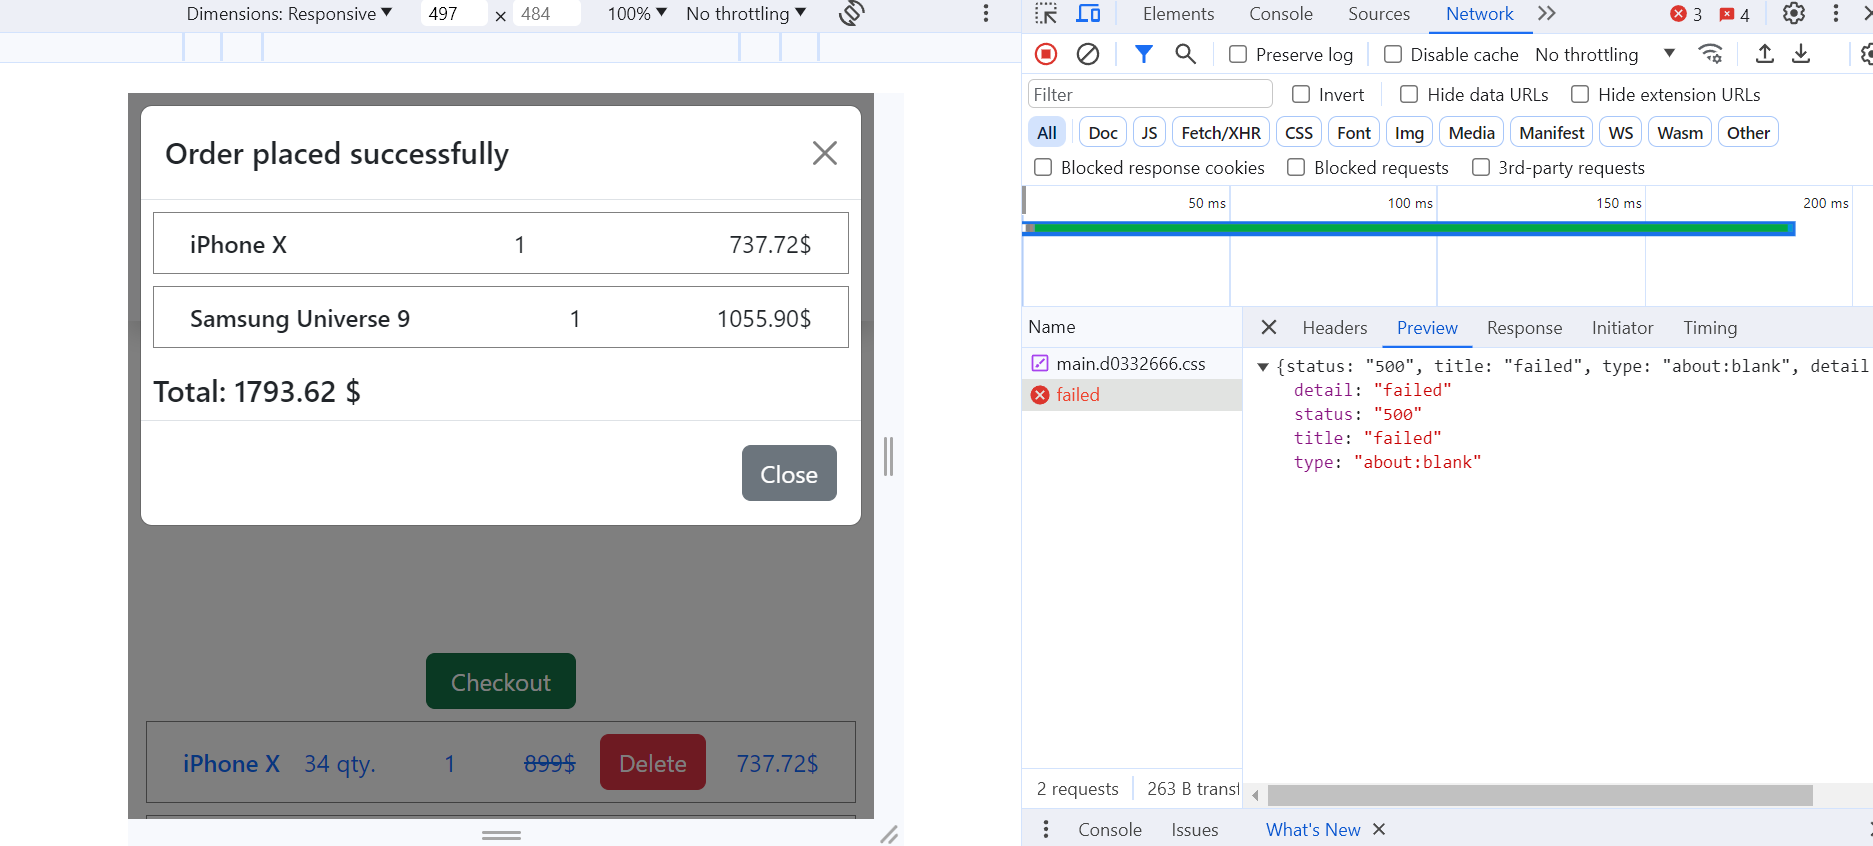 Dimensions: Responsive 497 × 484 100% No throttling
Order placed successfully
iPhone X 1 737.72$
Samsung Universe 9 1 1055.90$
Total: 1793.62 $
Close
Checkout
iPhone X 34 qty. 1 899$ Delete 737.72$
Elements Console Sources Network 3 4
Preserve log Disable cache No throttling
Filter Invert Hide data URLs Hide extension URLs
All Doc JS Fetch/XHR CSS Font Img Media Manifest WS Wasm Other
Blocked response cookies Blocked requests 3rd-party requests
50 ms 100 ms 150 ms 200 ms
Name Headers Preview Response Initiator Timing
main.d0332666.css
failed
{status: "500", title: "failed", type: "about:blank", detail
detail: "failed"
status: "500"
title: "failed"
type: "about:blank"
2 requests 263 B transf
Console Issues What's New